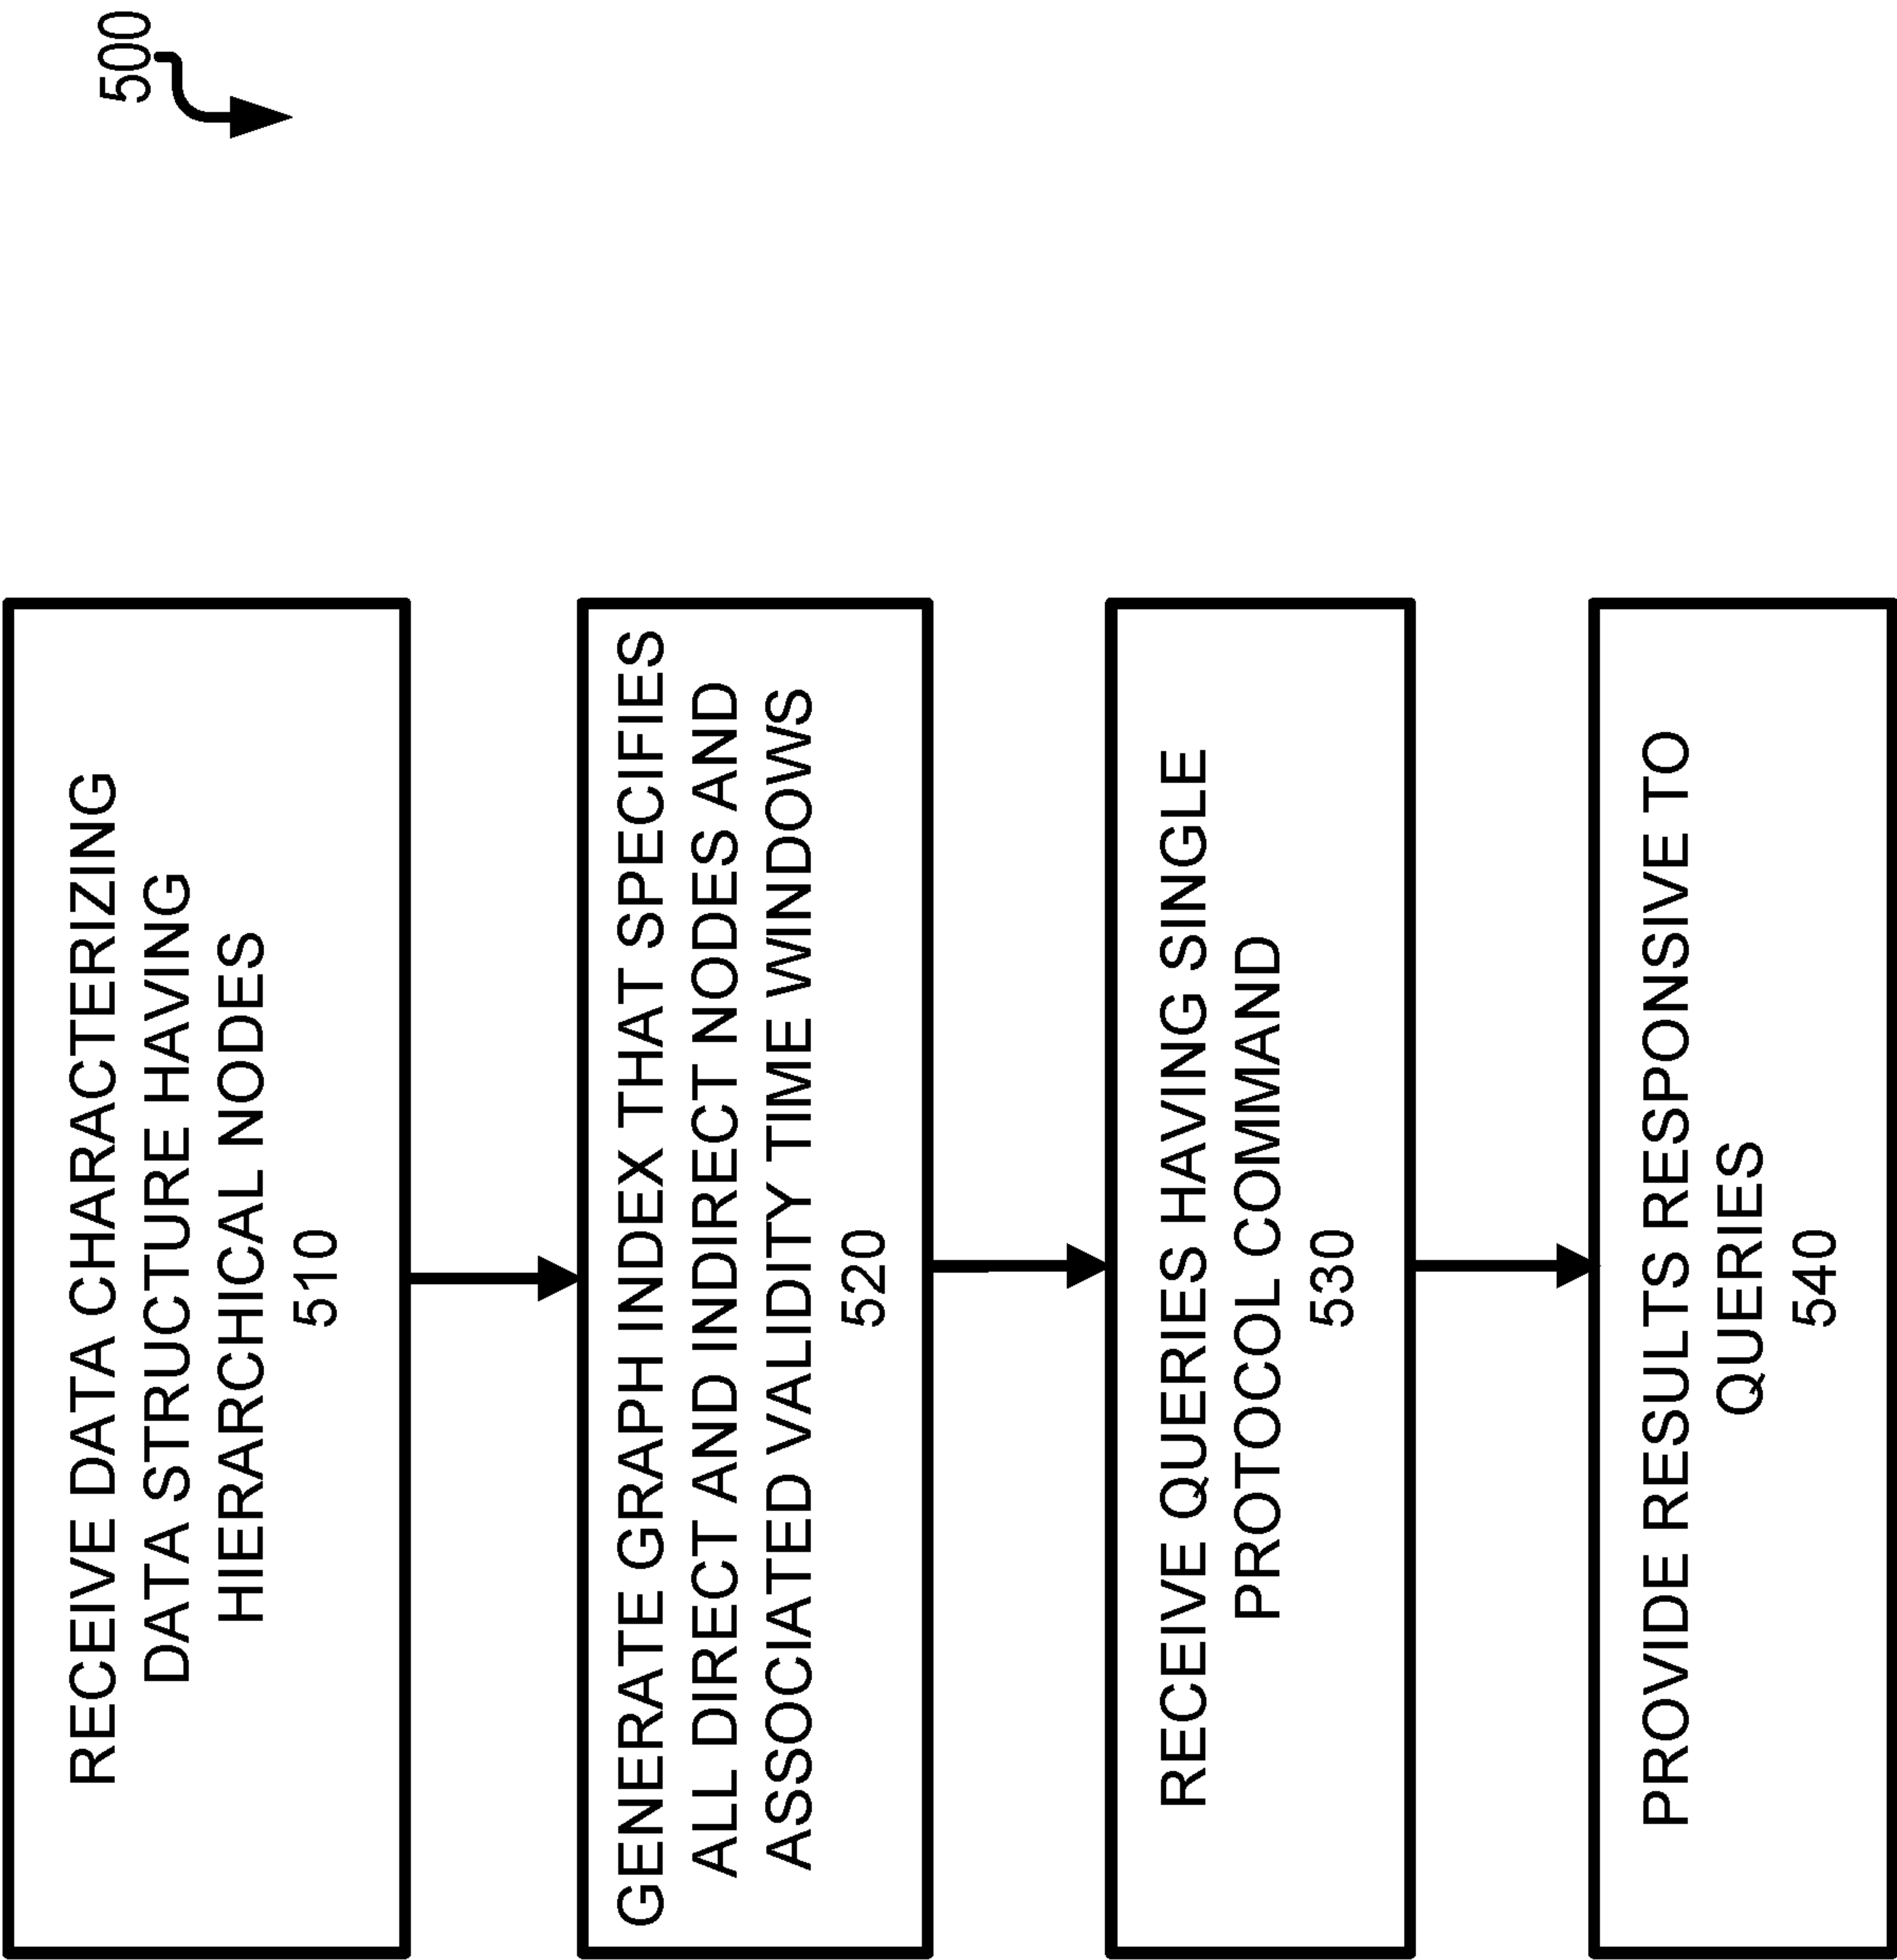 500
RECEIVE DATA CHARACTERIZING
DATA STRUCTURE HAVING
HIERARCHICAL NODES
510
GENERATE GRAPH INDEX THAT SPECIFIES
ALL DIRECT AND INDIRECT NODES AND
ASSOCIATED VALIDITY TIME WINDOWS
520
RECEIVE QUERIES HAVING SINGLE
PROTOCOL COMMAND
530
PROVIDE RESULTS RESPONSIVE TO
QUERIES
540